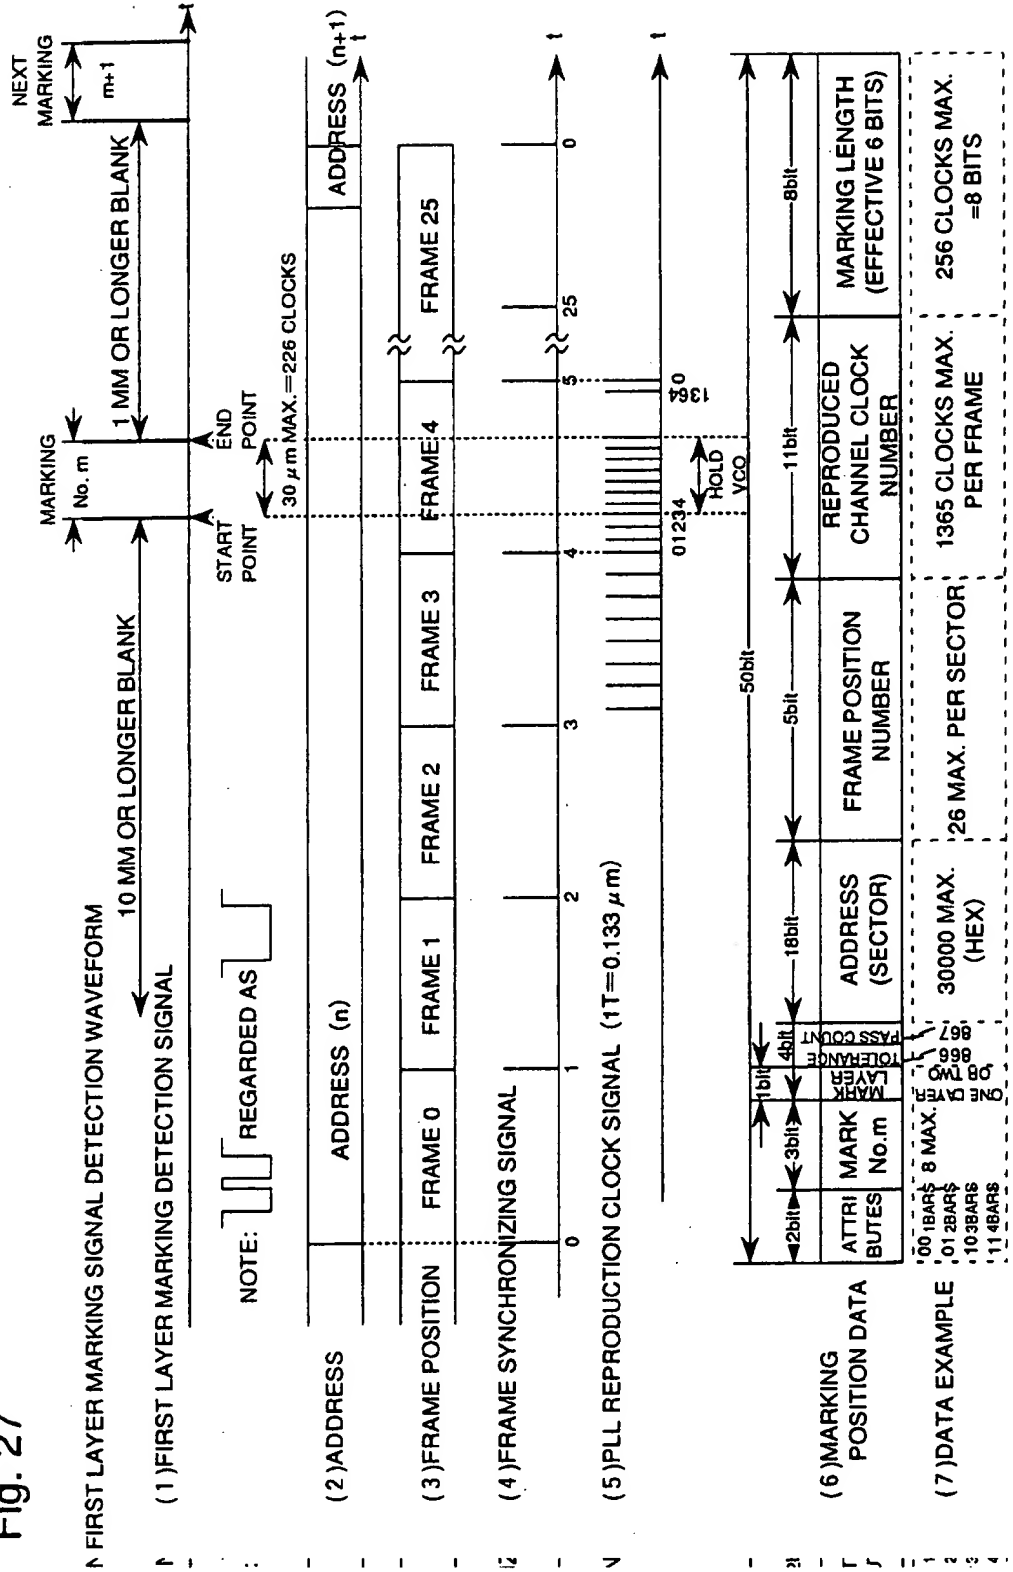 Fig. 27
FIRST LAYER MARKING SIGNAL DETECTION WAVEFORM
MARKING
No. m
NEXT
MARKING
m+1
10 MM OR LONGER BLANK
1 MM OR LONGER BLANK
(1)FIRST LAYER MARKING DETECTION SIGNAL
t
START
POINT
END
POINT
NOTE:
REGARDED AS
30 μm MAX.=226 CLOCKS
(2)ADDRESS
ADDRESS (n)
ADDRESS (n+1)
t
(3)FRAME POSITION
FRAME 0
FRAME 1
FRAME 2
FRAME 3
FRAME 4
FRAME 25
(4)FRAME SYNCHRONIZING SIGNAL
0
1
2
3
4
5
25
0
t
(5)PLL REPRODUCTION CLOCK SIGNAL (1T=0.133 μm)
01234
1364
0
t
HOLD
VCO
50bit
2bit
3bit
1bit
4bit
18bit
5bit
11bit
8bit
(6)MARKING
POSITION DATA
ATTRI
BUTES
MARK
No.m
MARK
LAYER
TOLERANCE
PASS COUNT
ADDRESS
(SECTOR)
FRAME POSITION
NUMBER
REPRODUCED
CHANNEL CLOCK
NUMBER
MARKING LENGTH
(EFFECTIVE 6 BITS)
(7)DATA EXAMPLE
00 1BARS
01 2BARS
10 3BARS
11 4BARS
8 MAX.
ONE LAYER
OR TWO
866
867
30000 MAX.
(HEX)
26 MAX. PER SECTOR
1365 CLOCKS MAX.
PER FRAME
256 CLOCKS MAX.
=8 BITS